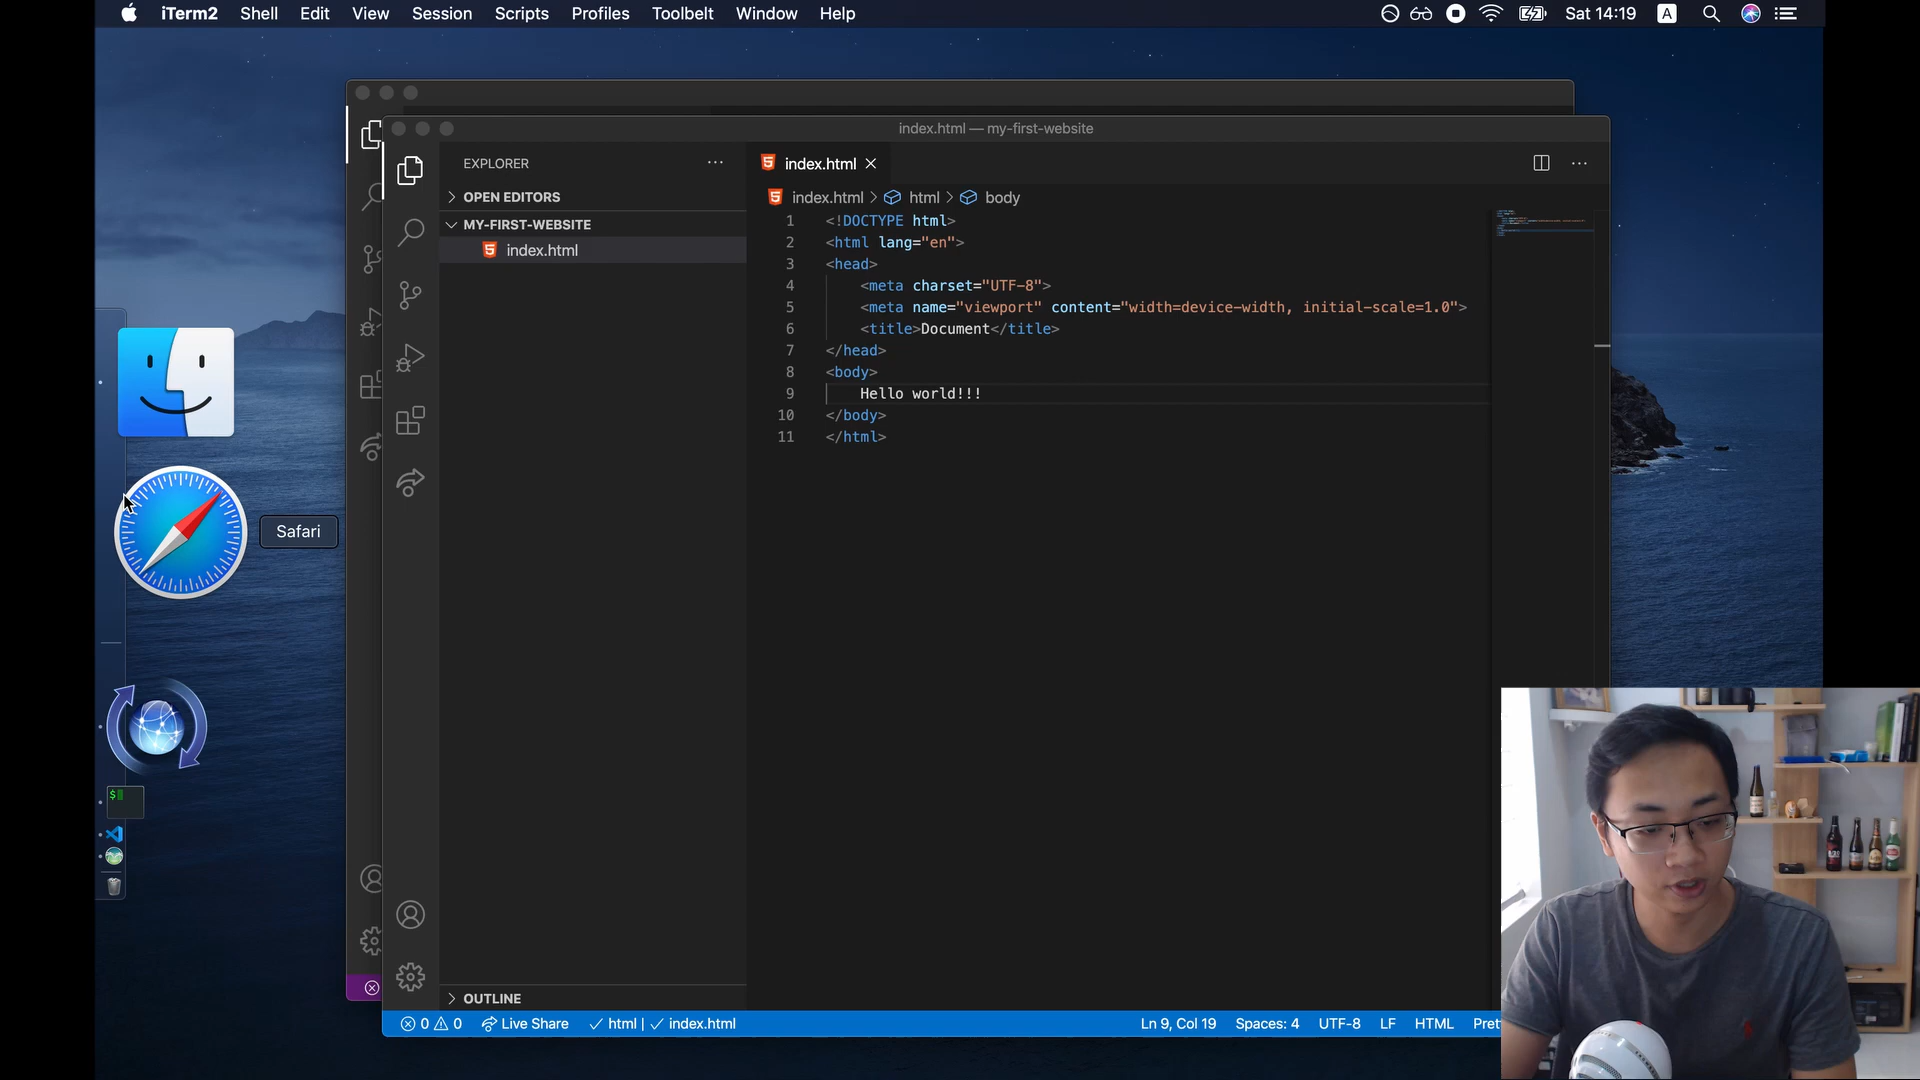 iTerm2 Shell Edit View Session Scripts Profiles Toolbelt Window Help Sat 14:19 A
index.html — my-first-website
EXPLORER ···
index.html
OPEN EDITORS
index.html > html > body
MY-FIRST-WEBSITE
index.html
1 <!DOCTYPE html>
2 <html lang="en">
3 <head>
4 <meta charset="UTF-8">
5 <meta name="viewport" content="width=device-width, initial-scale=1.0">
6 <title>Document</title>
7 </head>
8 <body>
9 Hello world!!!
10 </body>
11 </html>
Safari
$
OUTLINE
0 0 Live Share html | index.html Ln 9, Col 19 Spaces: 4 UTF-8 LF HTML Pret